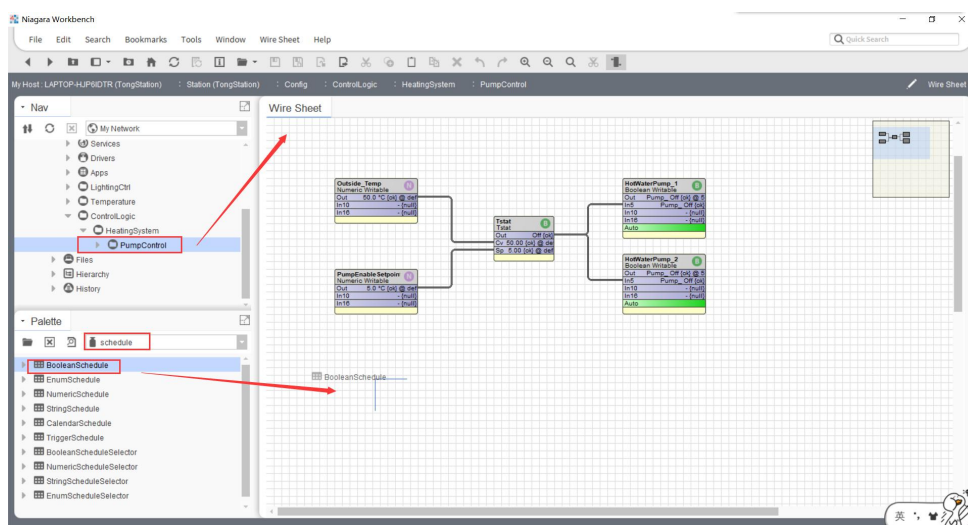 Niagara Workbench
File Edit Search Bookmarks Tools Window Wire Sheet Help
Quick Search
My Host : LAPTOP-HJP6IDTR (TongStation) : Station (TongStation) : Config : ControlLogic : HeatingSystem : PumpControl
Wire Sheet
Nav
My Network
Services
Drivers
Apps
LightingCtrl
Temperature
ControlLogic
HeatingSystem
PumpControl
Files
Hierarchy
History
Palette
schedule
BooleanSchedule
EnumSchedule
NumericSchedule
StringSchedule
CalendarSchedule
TriggerSchedule
BooleanScheduleSelector
NumericScheduleSelector
StringScheduleSelector
EnumScheduleSelector
Wire Sheet
Outside_Temp
Numeric Writable
N
Out 50.0 °C [ok] @ def
In10 - [null]
In16 - [null]
PumpEnableSetpoin
Numeric Writable
N
Out 5.0 °C [ok] @ def
In10 - [null]
In16 - [null]
Tstat
Tstat
B
Out Off [ok]
Cv 50.00 [ok] @ de
Sp 5.00 [ok] @ def
HotWaterPump_1
Boolean Writable
B
Out Pump_ Off [ok] @ 5
In5 Pump_ Off [ok]
In10 - [null]
In16 - [null]
Auto
HotWaterPump_2
Boolean Writable
B
Out Pump_ Off [ok] @ 5
In5 Pump_ Off [ok]
In10 - [null]
In16 - [null]
Auto
BooleanSchedule
英